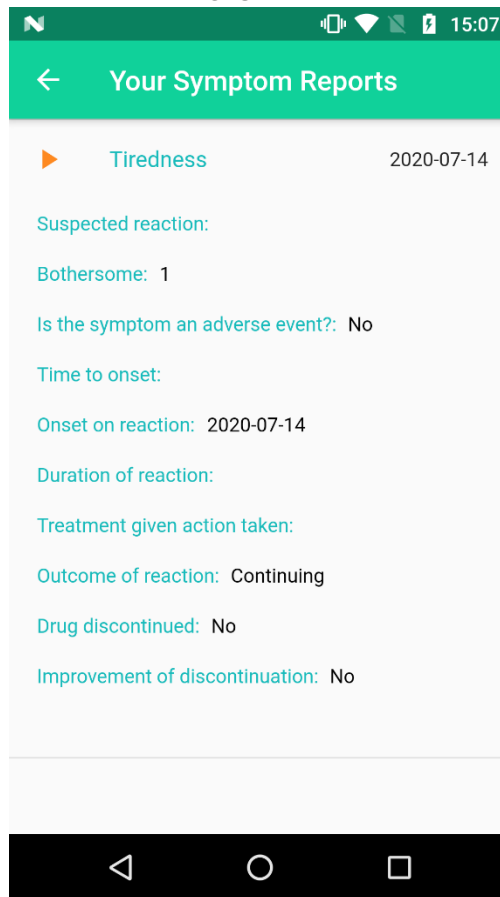 15:07
Your Symptom Reports
Tiredness 2020-07-14
Suspected reaction:
Bothersome: 1
Is the symptom an adverse event?: No
Time to onset:
Onset on reaction: 2020-07-14
Duration of reaction:
Treatment given action taken:
Outcome of reaction: Continuing
Drug discontinued: No
Improvement of discontinuation: No